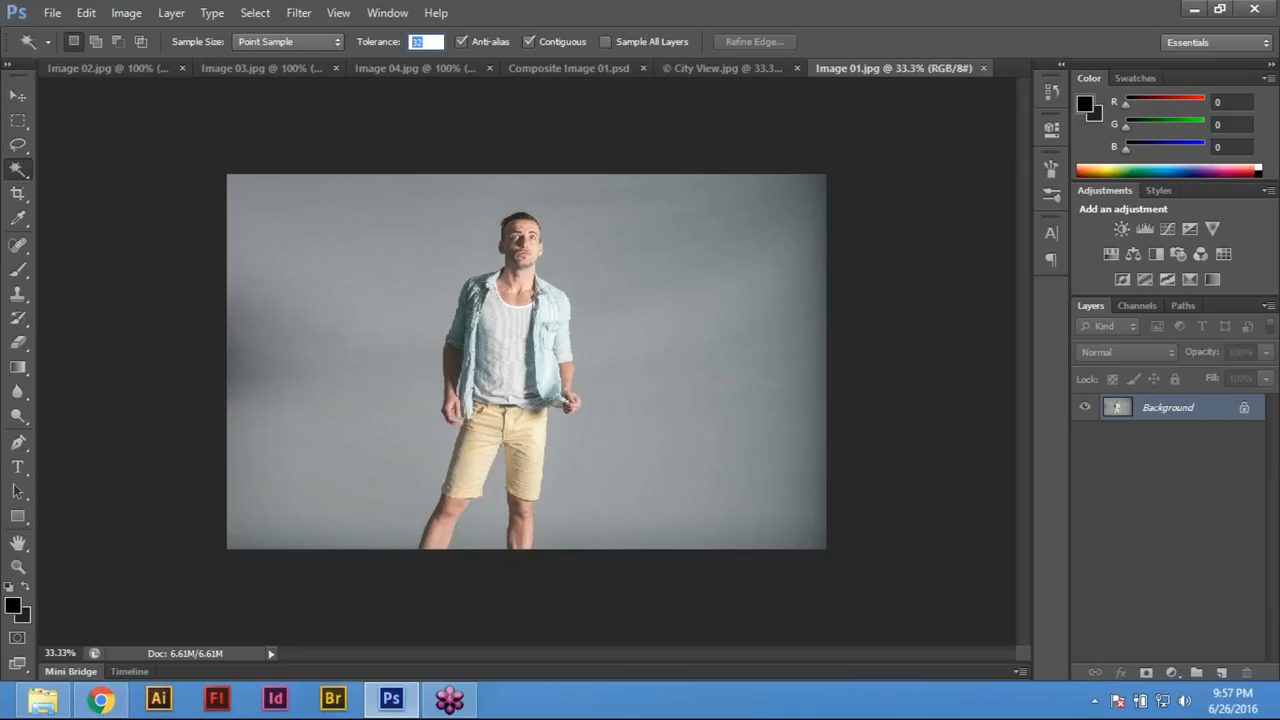 Ps File Edit Image Layer Type Select Filter View Window Help
Sample Size: Point Sample Tolerance: 32 Anti-alias Contiguous Sample All Layers Refine Edge... Essentials
Image 02.jpg @ 100% (... × Image 03.jpg @ 100% (... × Image 04.jpg @ 100% (... × Composite Image 01.psd × © City View.jpg @ 33.3... × Image 01.jpg @ 33.3% (RGB/8#) ×
Color Swatches
R 0
G 0
B 0
Adjustments Styles
Add an adjustment
Layers Channels Paths
Kind
Normal Opacity: 100%
Lock: Fill: 100%
Background
33.33% Doc: 6.61M/6.61M
Mini Bridge Timeline
Ai Fl Id Br Ps
9:57 PM
6/26/2016